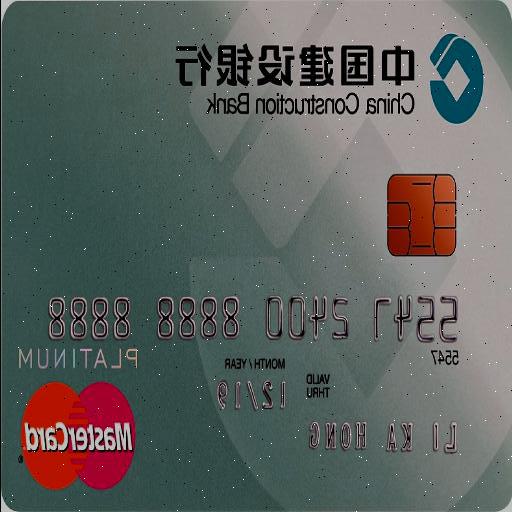 中国建设银行
China Construction Bank
5547 2400 8888 8888
5547
MONTH / YEAR
PLATINUM
VALID
THRU
12/19
LI KA HONG
MasterCard